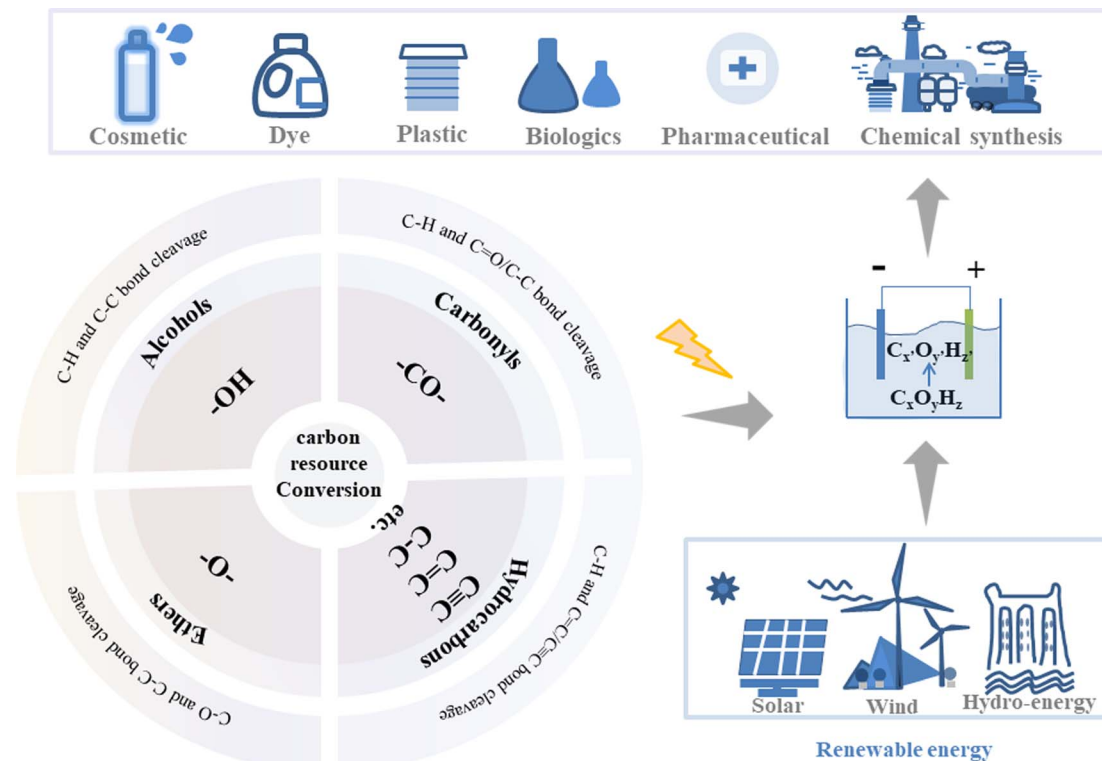 Cosmetic
Dye
Plastic
Biologics
Pharmaceutical
Chemical synthesis
C-H and C-C bond cleavage
C-H and C=O/C-C bond cleavage
Alcohols
Carbonyls
-OH
-CO-
carbon
resource
Conversion
-O-
Ethers
C-O and C-C bond cleavage
etc.
C-C
C=C
C≡C
Hydrocarbons
C-H and C=C/C≡C bond cleavage
- +
Cx'Oy'Hz'
CxOyHz
Solar
Wind
Hydro-energy
Renewable energy